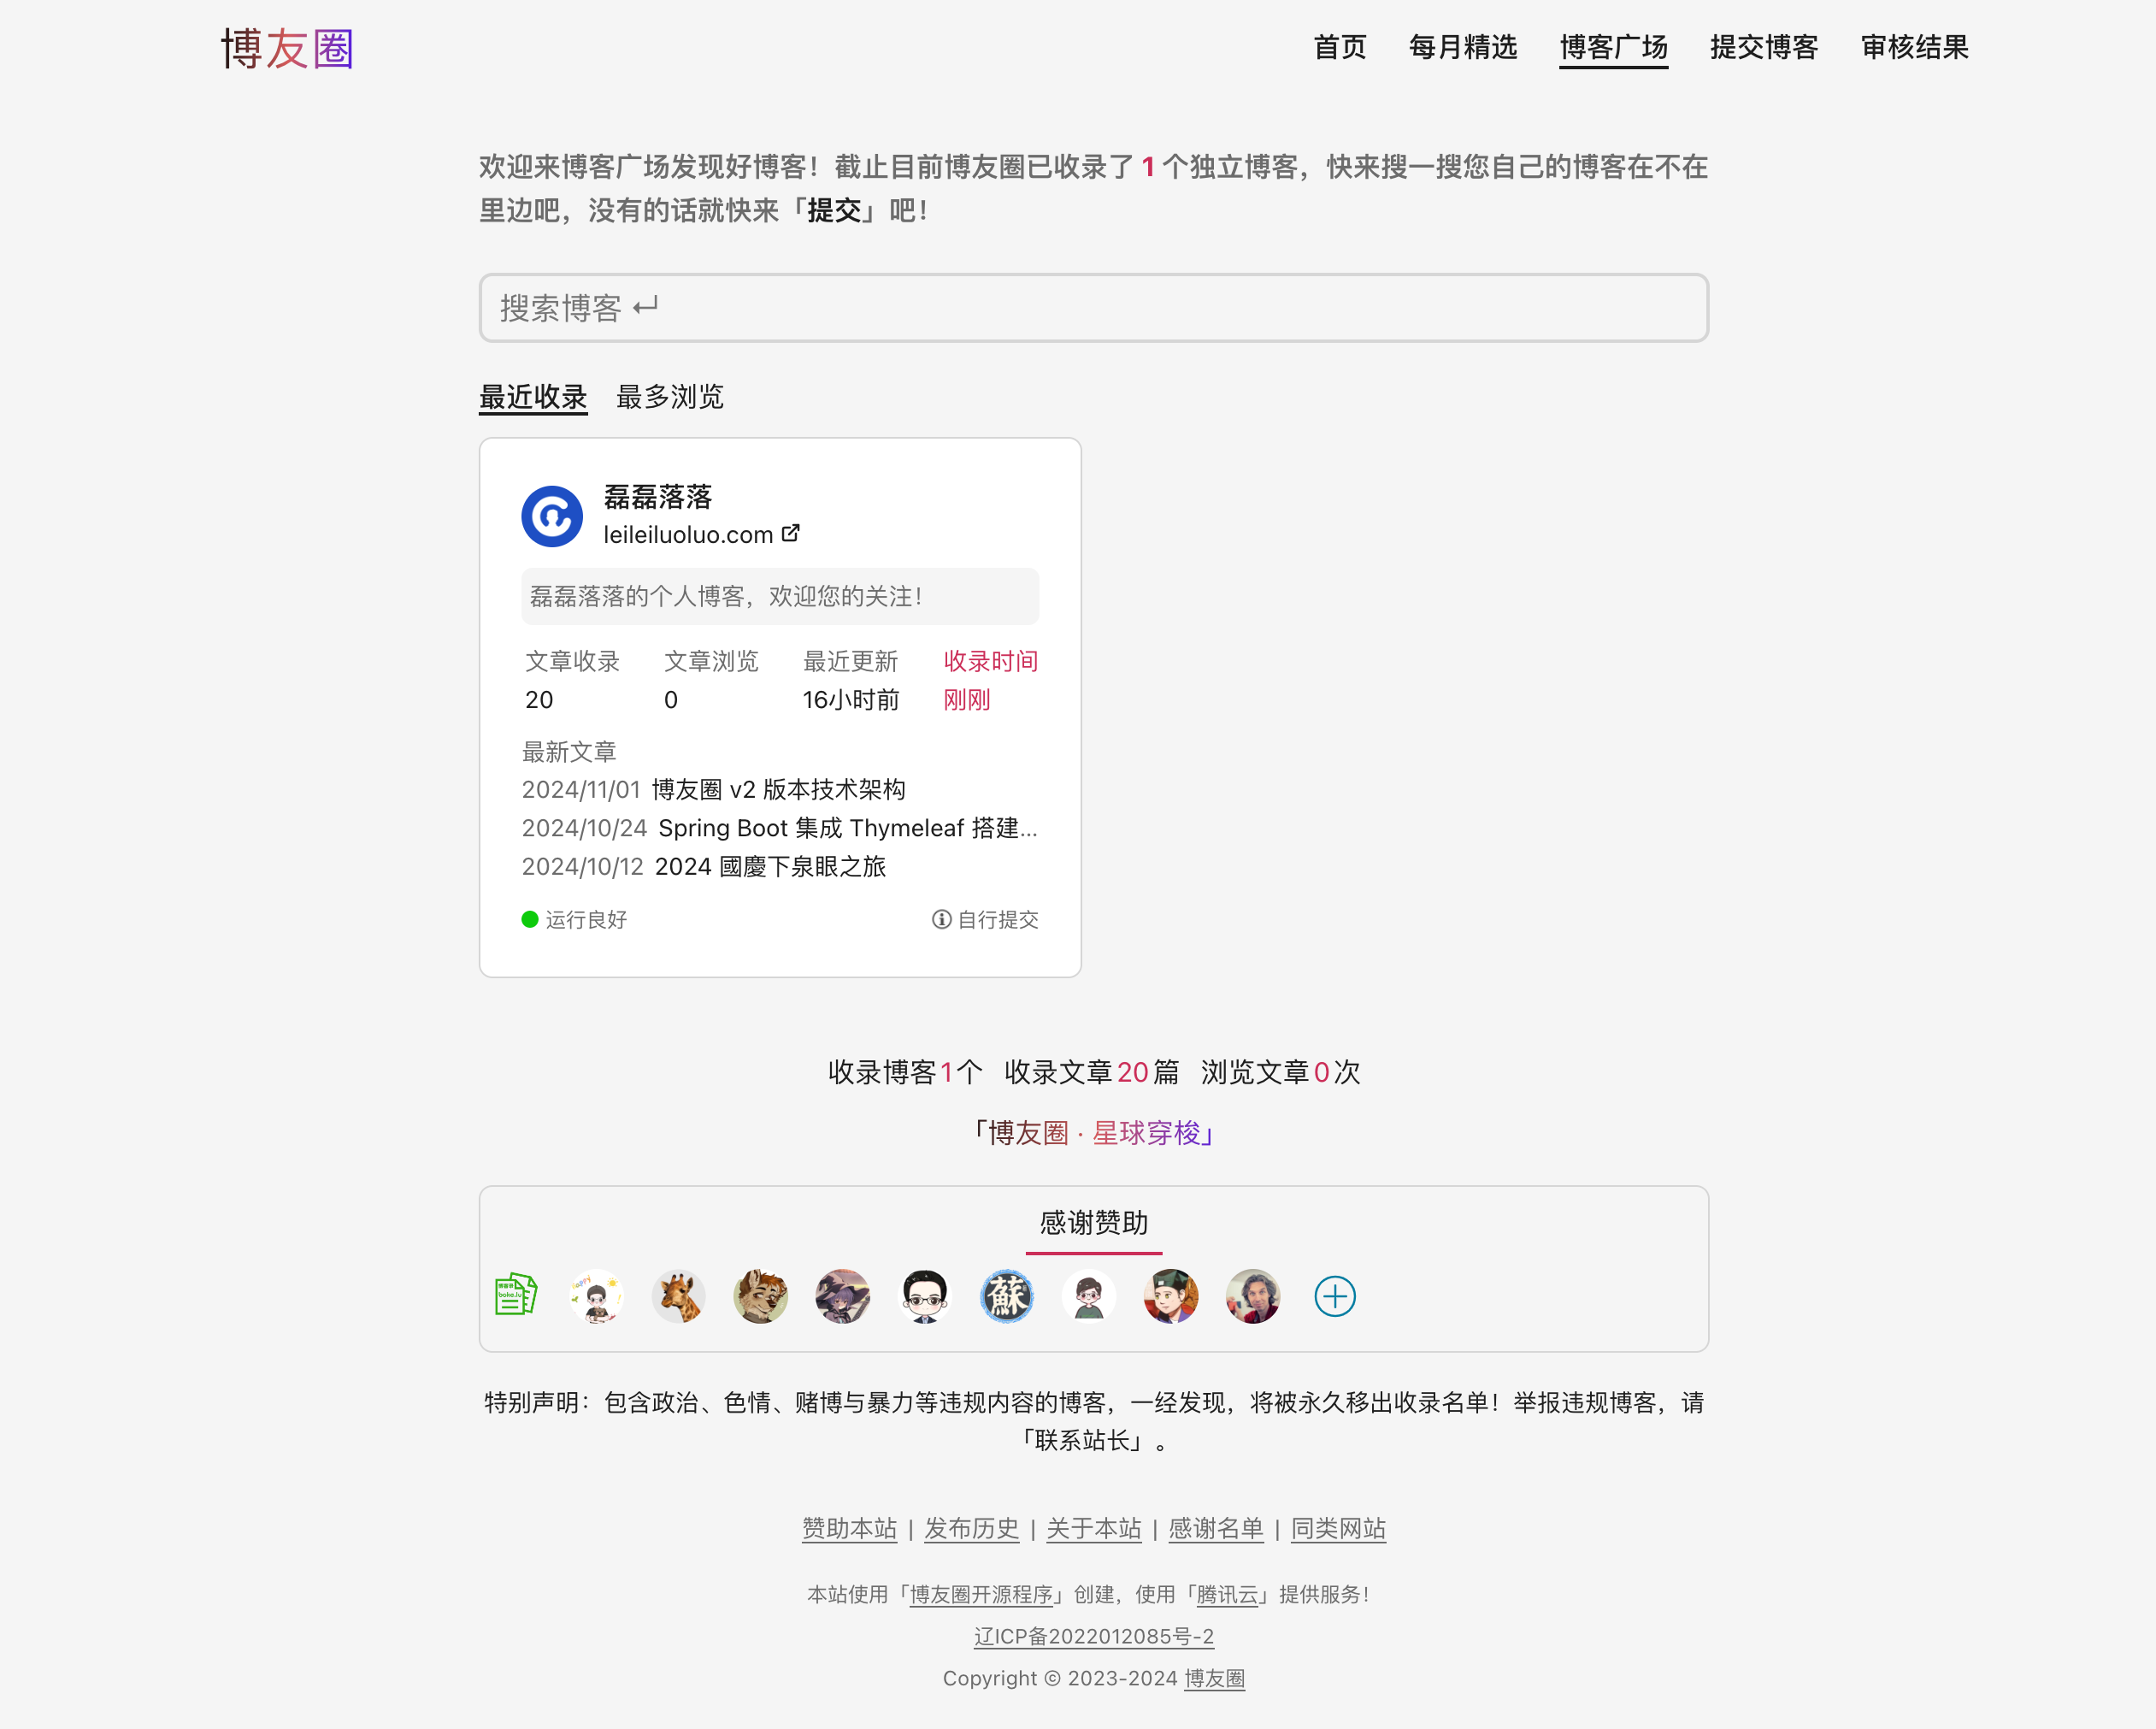 博友圈
首页 每月精选 博客广场 提交博客 审核结果
欢迎来博客广场发现好博客！截止目前博友圈已收录了 1 个独立博客，快来搜一搜您自己的博客在不在
里边吧，没有的话就快来「提交」吧！
搜索博客 ↵
最近收录 最多浏览
磊磊落落
leileiluoluo.com
磊磊落落的个人博客，欢迎您的关注！
文章收录 文章浏览 最近更新 收录时间
20 0 16小时前 刚刚
最新文章
2024/11/01 博友圈 v2 版本技术架构
2024/10/24 Spring Boot 集成 Thymeleaf 搭建...
2024/10/12 2024 國慶下泉眼之旅
运行良好 自行提交
收录博客1个 收录文章20篇 浏览文章0次
「博友圈 · 星球穿梭」
感谢赞助
boke.lu
蘇
特别声明：包含政治、色情、赌博与暴力等违规内容的博客，一经发现，将被永久移出收录名单！举报违规博客，请
「联系站长」。
赞助本站 | 发布历史 | 关于本站 | 感谢名单 | 同类网站
本站使用「博友圈开源程序」创建，使用「腾讯云」提供服务！
辽ICP备2022012085号-2
Copyright © 2023-2024 博友圈